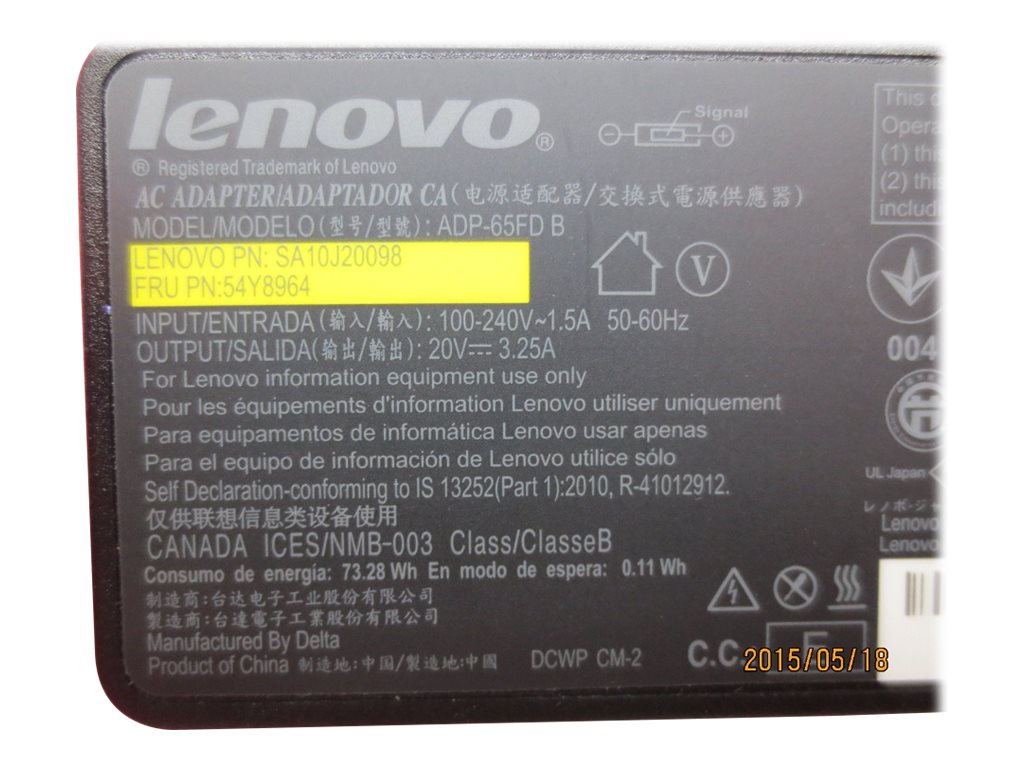 lenovo®
® Registered Trademark of Lenovo
Signal
AC ADAPTER/ADAPTADOR CA(电源适配器/交換式電源供應器)
MODEL/MODELO(型号/型號): ADP-65FD B
LENOVO PN: SA10J20098
FRU PN:54Y8964
V
INPUT/ENTRADA(输入/輸入): 100-240V~1.5A 50-60Hz
OUTPUT/SALIDA(输出/輸出): 20V⎓ 3.25A
For Lenovo information equipment use only
Pour les équipements d'information Lenovo utiliser uniquement
Para equipamentos de informática Lenovo usar apenas
Para el equipo de información de Lenovo utilice sólo
Self Declaration-conforming to IS 13252(Part 1):2010, R-41012912.
仅供联想信息类设备使用
CANADA ICES/NMB-003 Class/ClasseB
Consumo de energía: 73.28 Wh En modo de espera: 0.11 Wh
制造商:台达电子工业股份有限公司
製造商:台達電子工業股份有限公司
Manufactured By Delta
Product of China 制造地:中国/製造地:中國 DCWP CM-2
C.C.
2015/05/18
This
(1)
(2)
004
UL Japan
Lenovo
Lenovo